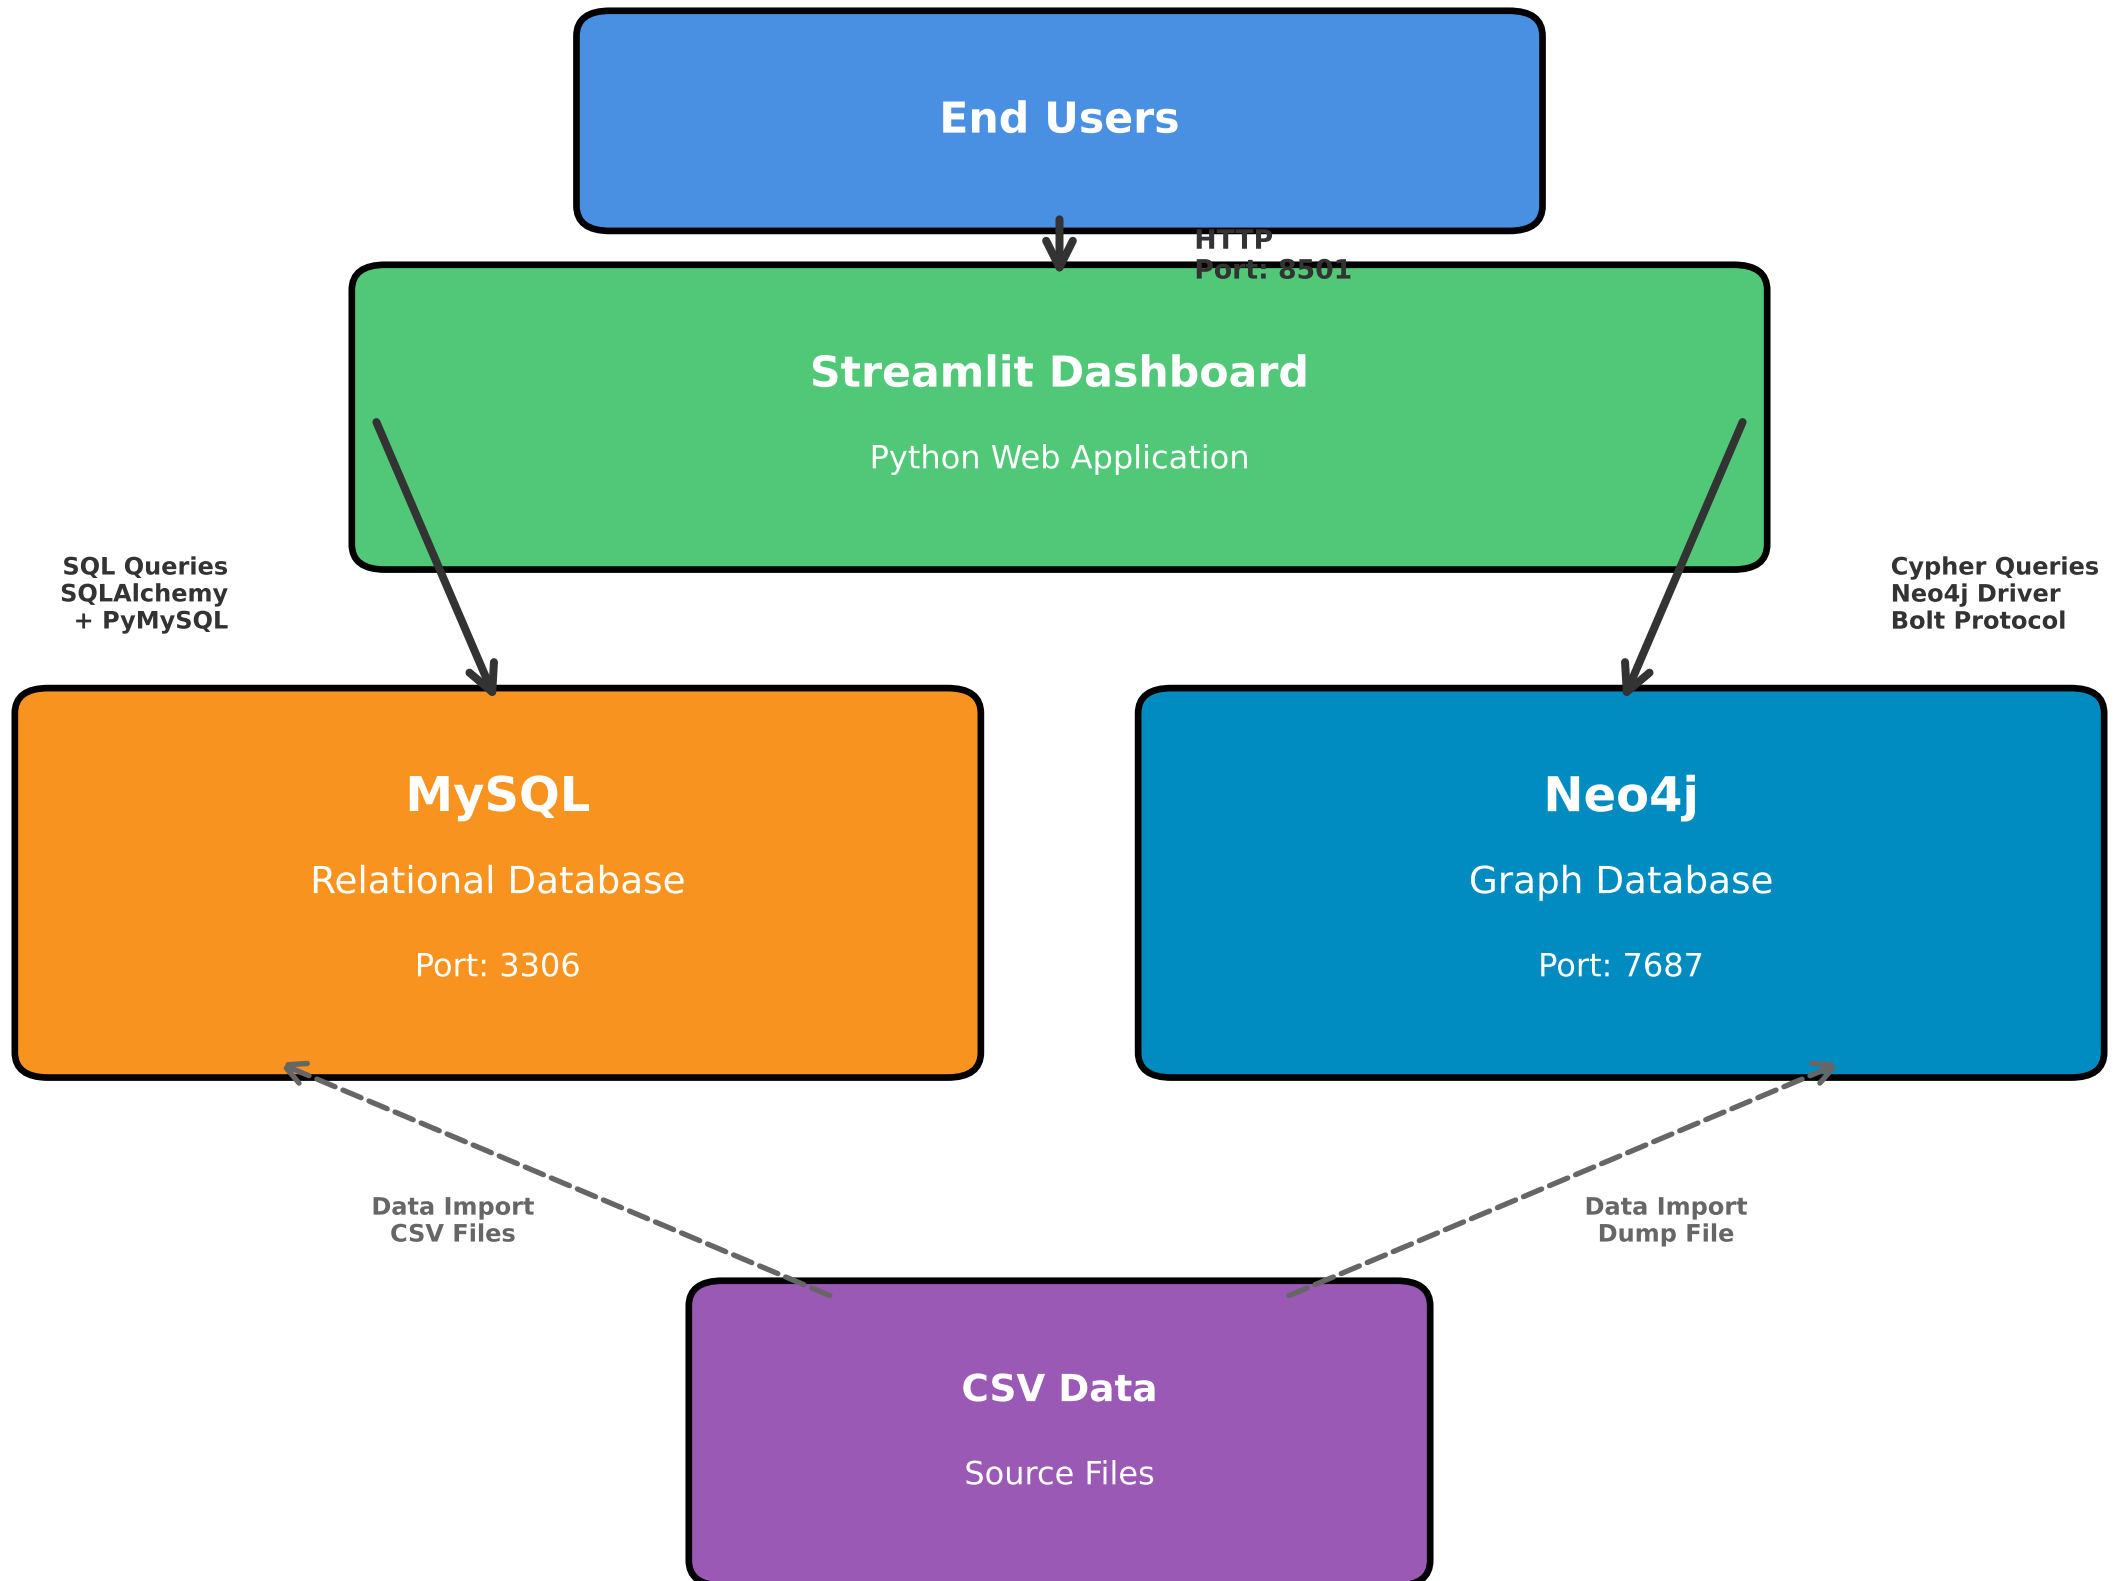 End Users
HTTP
Port: 8501
Streamlit Dashboard
Python Web Application
SQL Queries
SQLAlchemy
+ PyMySQL
Cypher Queries
Neo4j Driver
Bolt Protocol
MySQL
Relational Database
Port: 3306
Neo4j
Graph Database
Port: 7687
Data Import
CSV Files
Data Import
Dump File
CSV Data
Source Files